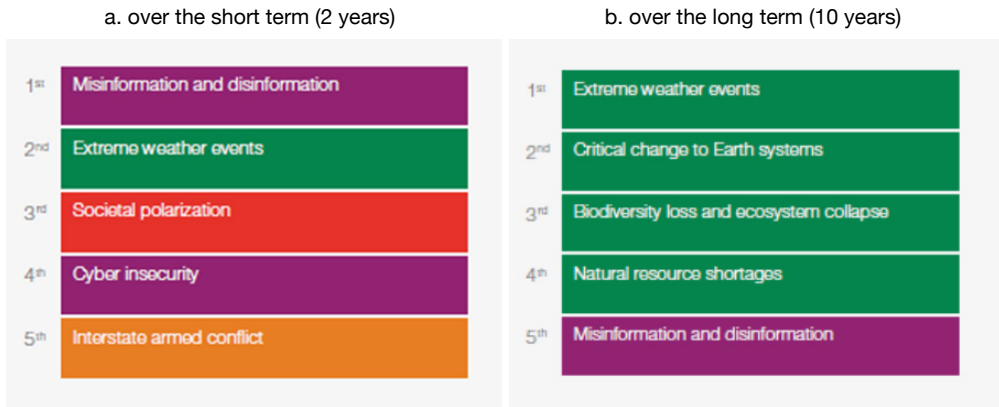 a. over the short term (2 years)
1st Misinformation and disinformation
2nd Extreme weather events
3rd Societal polarization
4th Cyber insecurity
5th Interstate armed conflict
b. over the long term (10 years)
1st Extreme weather events
2nd Critical change to Earth systems
3rd Biodiversity loss and ecosystem collapse
4th Natural resource shortages
5th Misinformation and disinformation